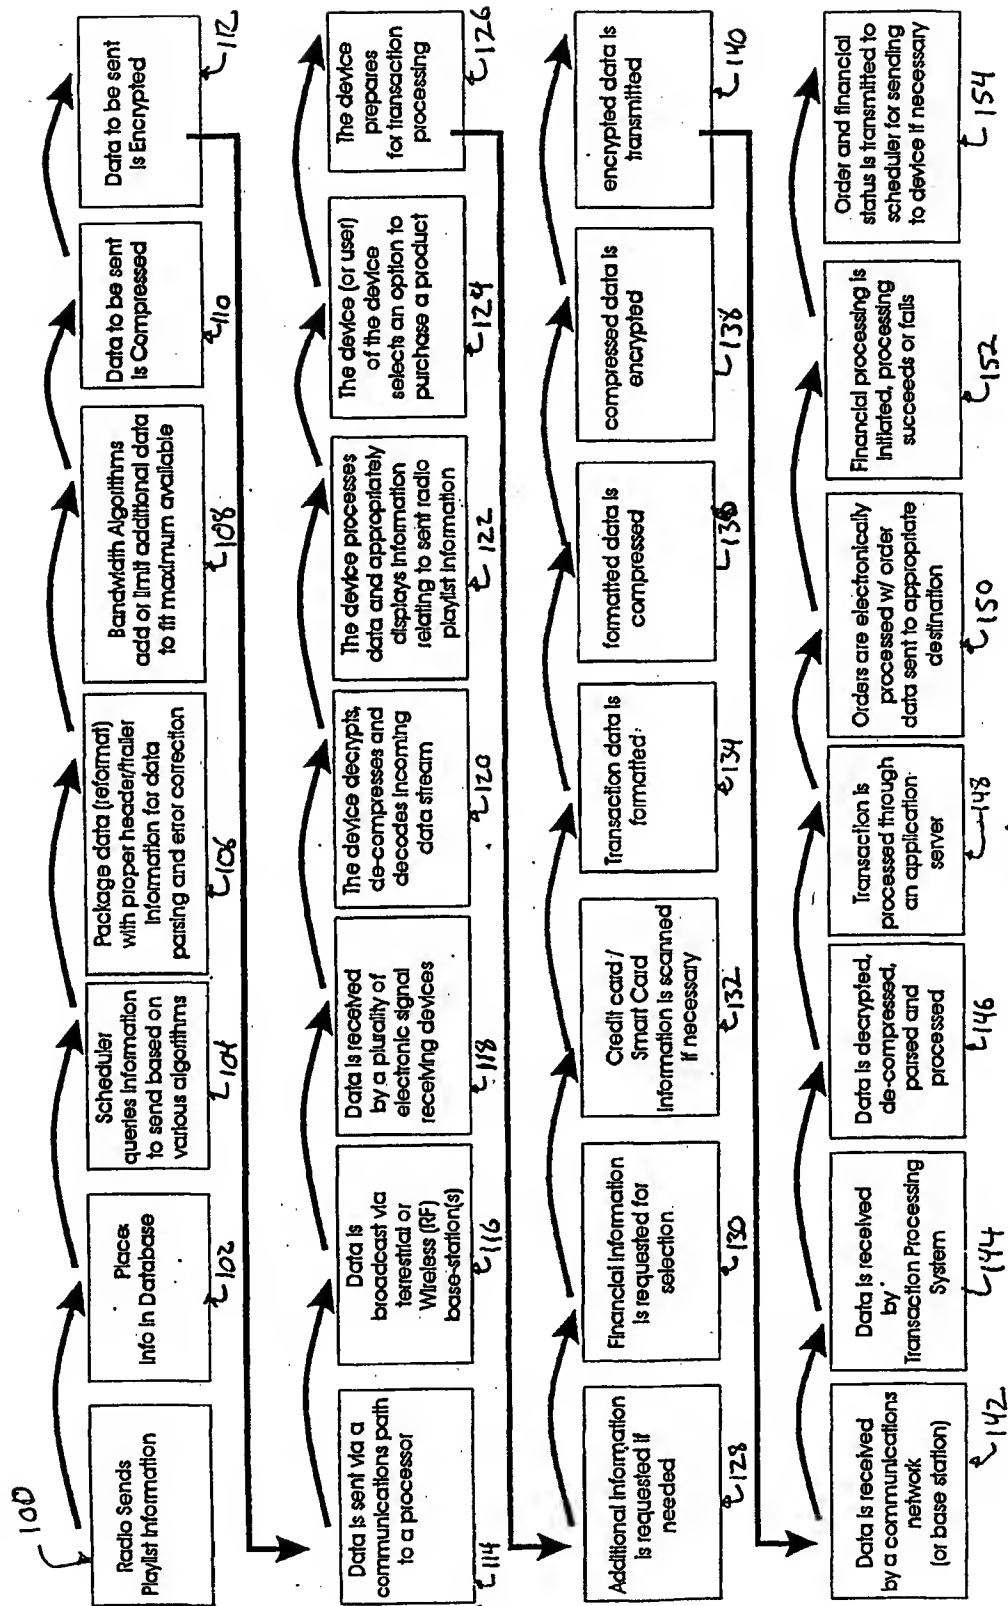 100
Radio Sends
Playlist Information
Place
Info in Database
102
Scheduler
queries information
to send based on
various algorithms
104
Package data (reformat)
with proper header/trailer
information for data
parsing and error correction
106
Bandwidth Algorithms
add or limit additional data
to fit maximum available
108
Data to be sent
is Compressed
110
Data to be sent
is Encrypted
112
Data is sent via a
communications path
to a processor
114
Data is
broadcast via
terrestrial or
Wireless (RF)
base-station(s)
116
Data is received
by a plurality of
electronic signal
receiving devices
118
The device decrypts,
de-compresses and
decodes incoming
data stream
120
The device processes
data and appropriately
displays information
relating to sent radio
playlist information
122
The device (or user)
of the device
selects an option to
purchase a product
124
The device
prepares
for transaction
processing
126
Additional information
is requested if
needed
128
Financial information
is requested for
selection.
130
Credit card /
Smart Card
information is scanned
if necessary
132
Transaction data is
formatted.
134
formatted data is
compressed
compressed data is
encrypted
138
encrypted data is
transmitted
140
Data is received
by a communications
network
(or base station)
142
Data is received
by
Transaction Processing
System
144
Data is decrypted,
de-compressed,
parsed and
processed
146
Transaction is
processed through
an application
server
148
Orders are electronically
processed w/ order
data sent to appropriate
destination
150
Financial processing is
initiated, processing
succeeds or fails
152
Order and financial
status is transmitted to
scheduler for sending
to device if necessary
154